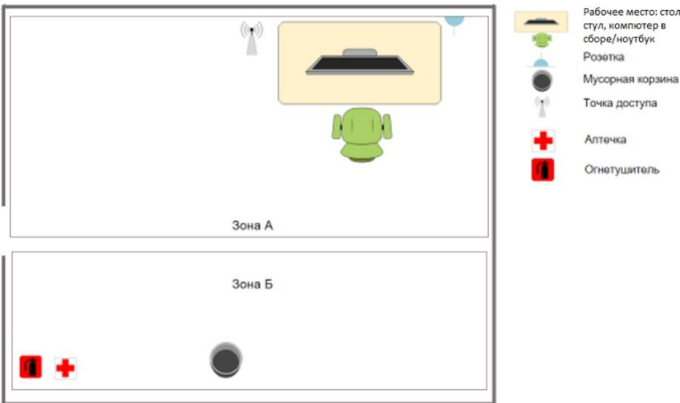 Зона А
Зона Б
Рабочее место: стол
стул, компютер в
сборе/ноутбук
Розетка
Мусорная корзина
Точка доступа
Аптечка
Огнетушитель